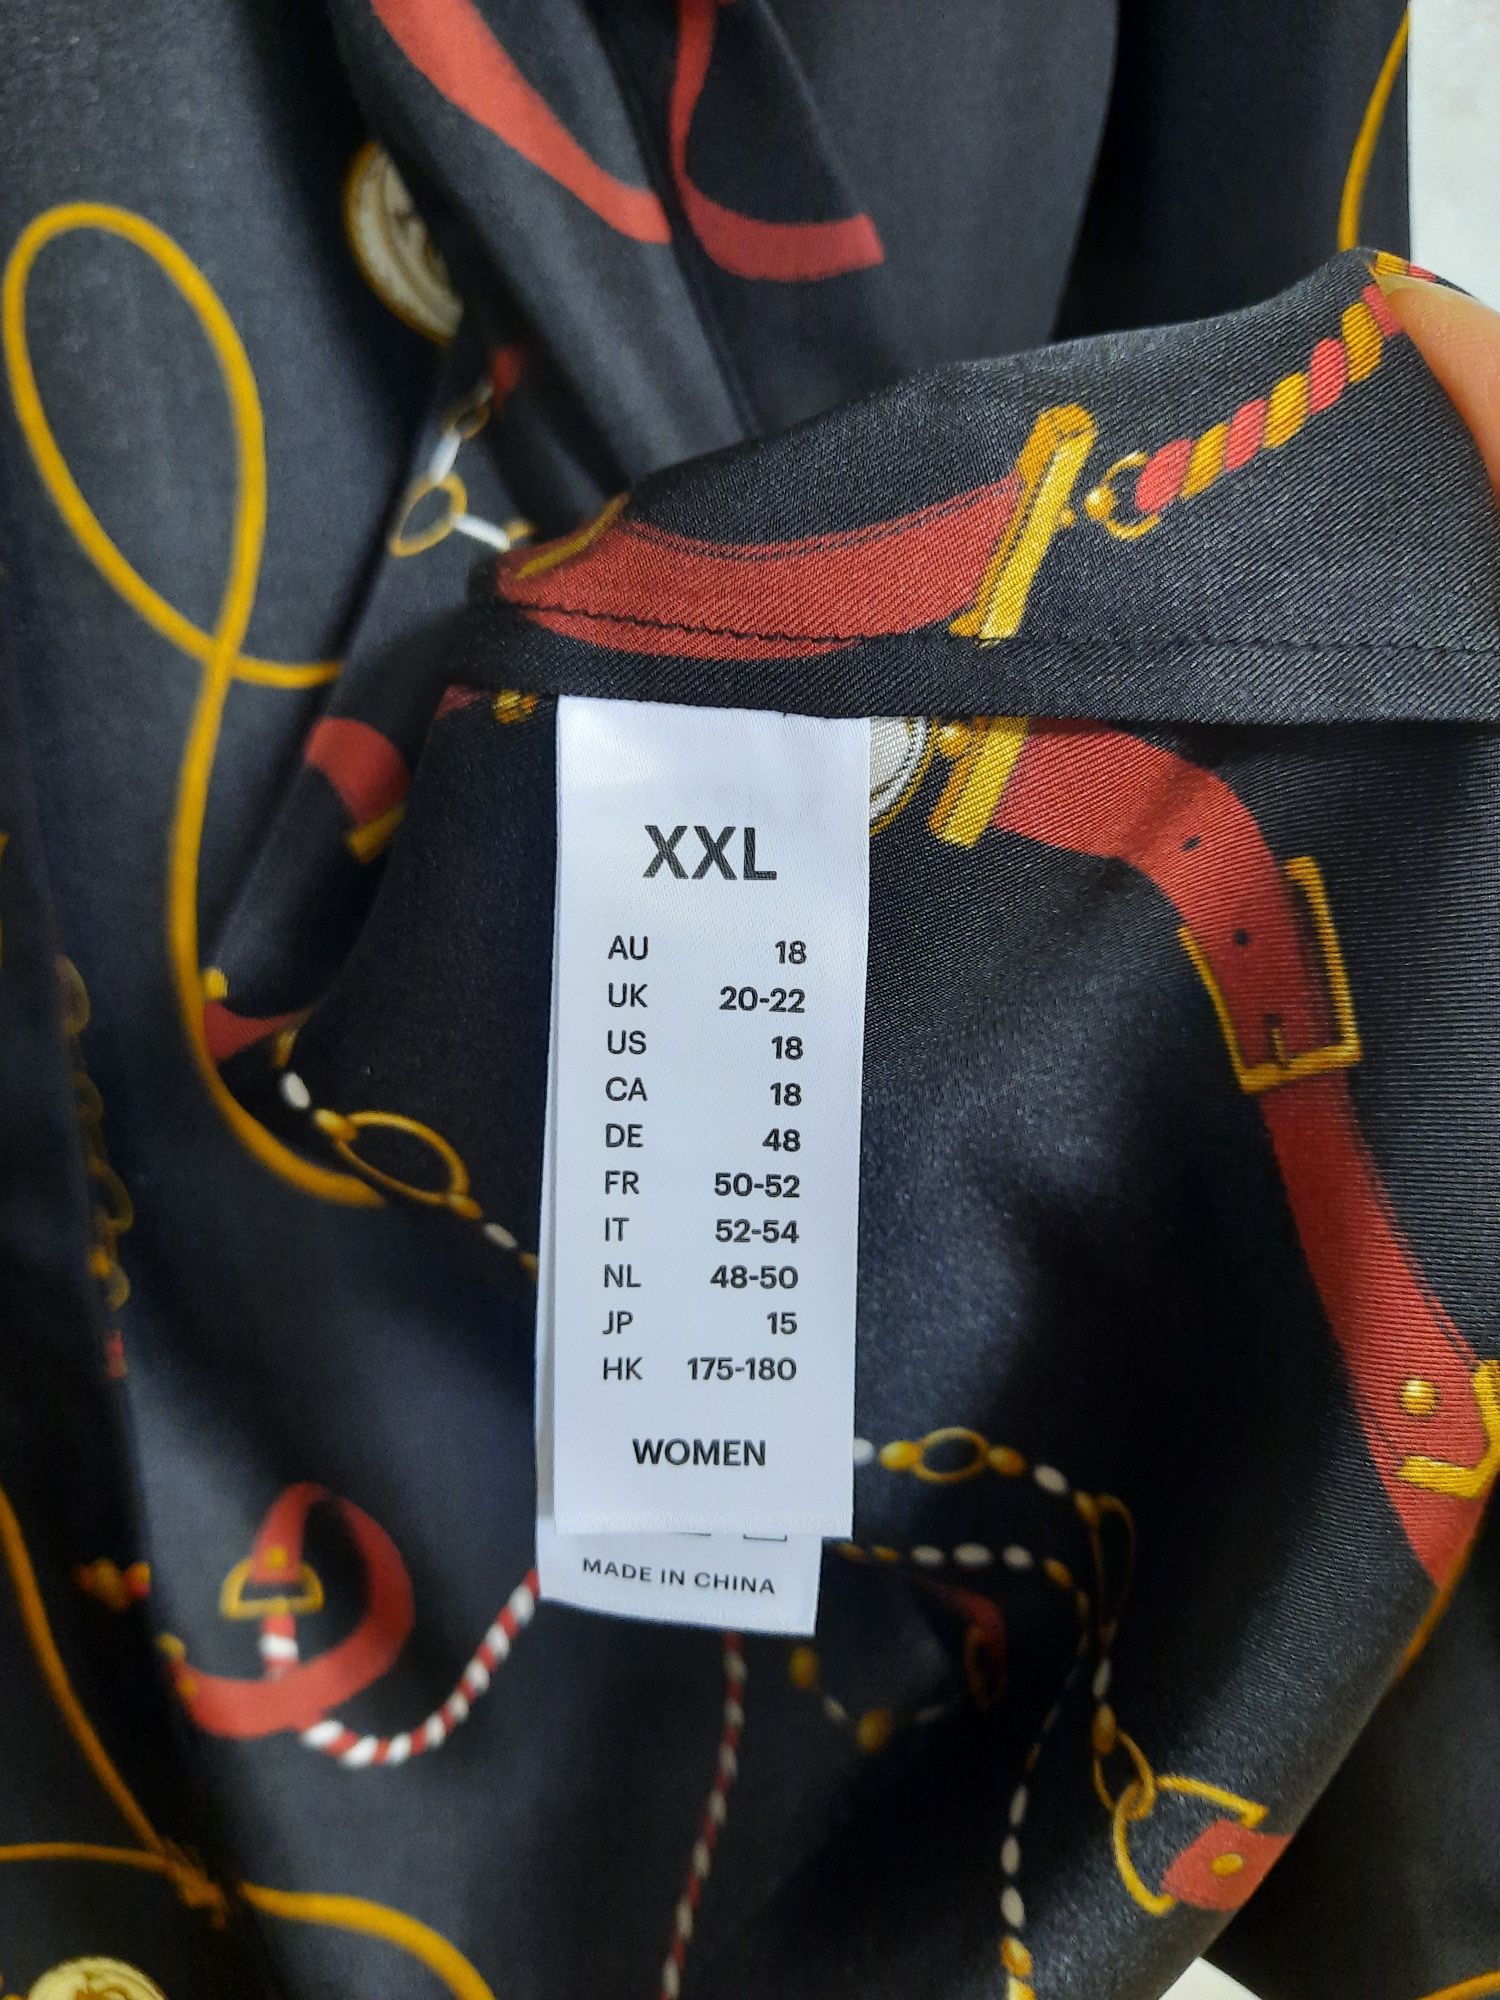 XXL
AU 18
UK 20-22
US 18
CA 18
DE 48
FR 50-52
IT 52-54
NL 48-50
JP 15
HK 175-180
WOMEN
MADE IN CHINA